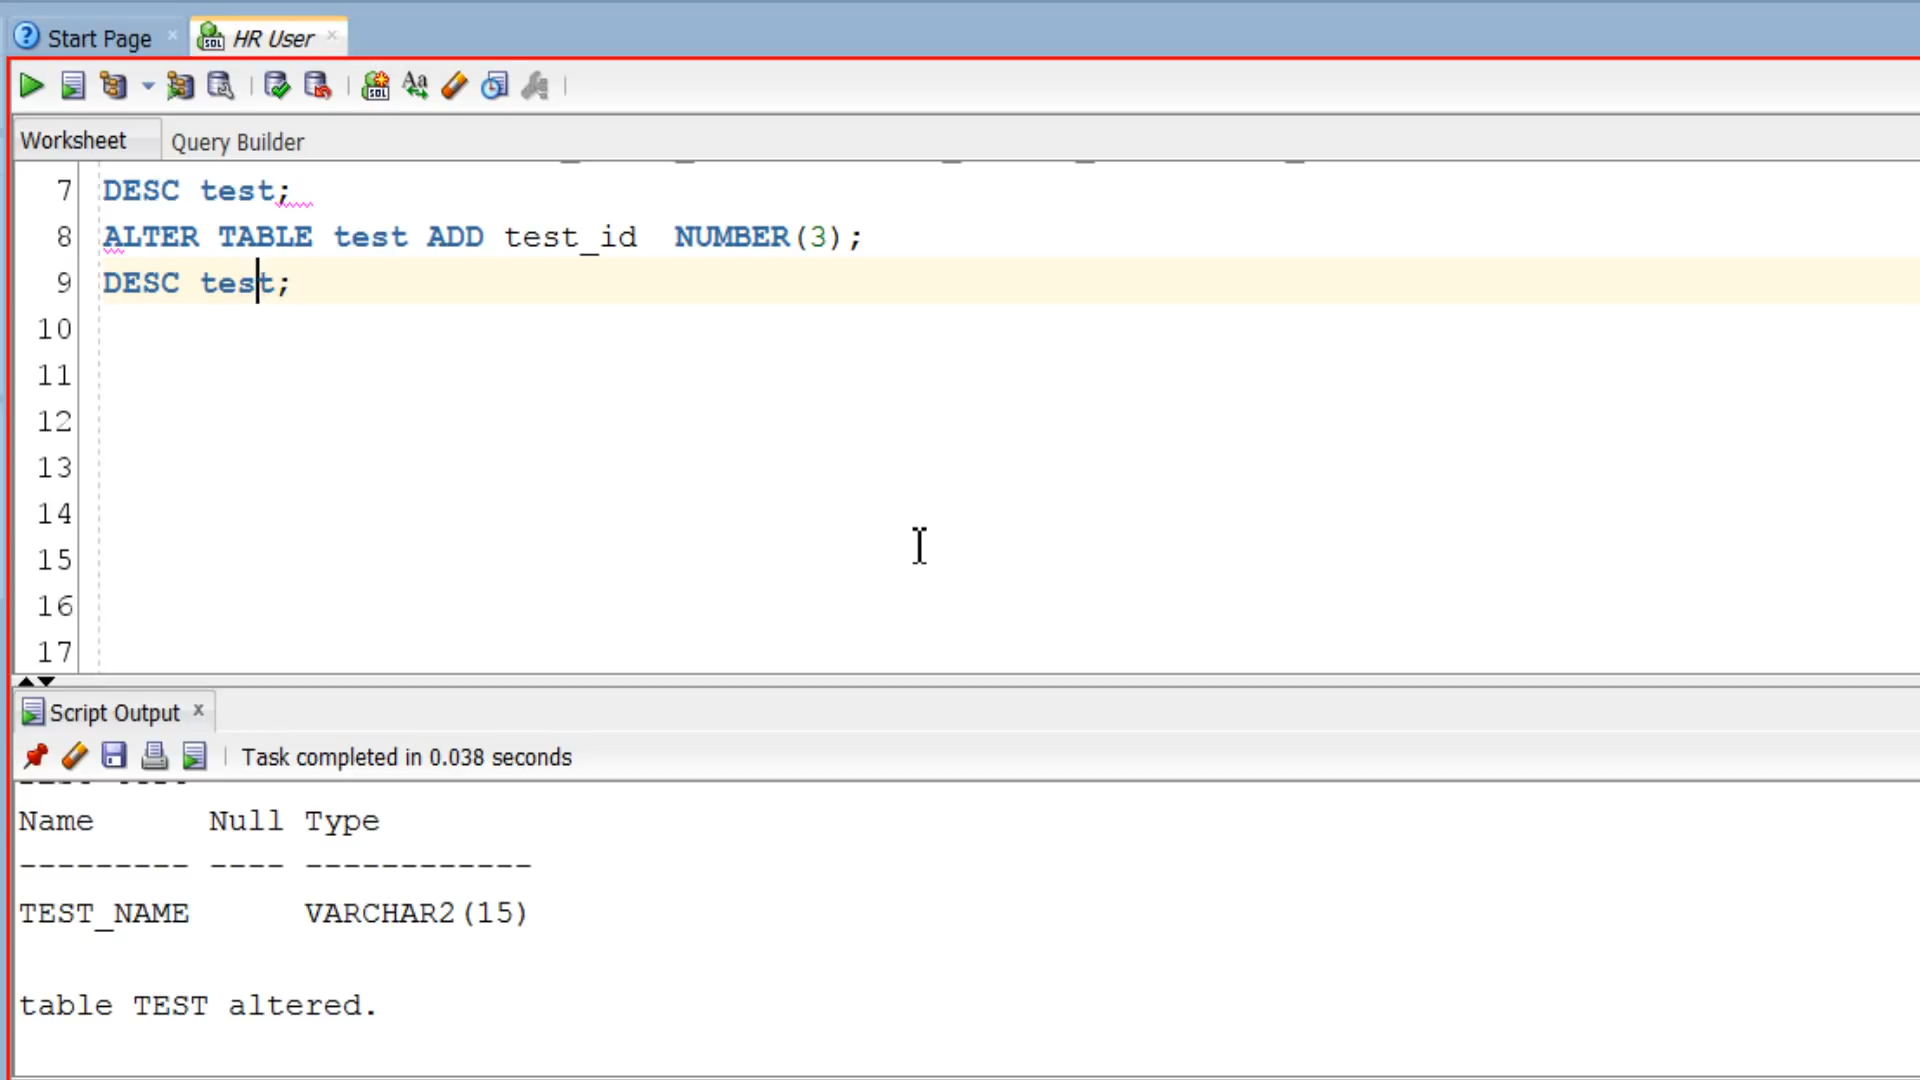 Start Page
HR User
Worksheet
Query Builder
7 DESC test;
8 ALTER TABLE test ADD test_id  NUMBER(3);
9 DESC test;
10
11
12
13
14
15
16
17
Script Output
Task completed in 0.038 seconds
Name      Null Type
--------- ---- ------------
TEST_NAME      VARCHAR2(15)
table TEST altered.